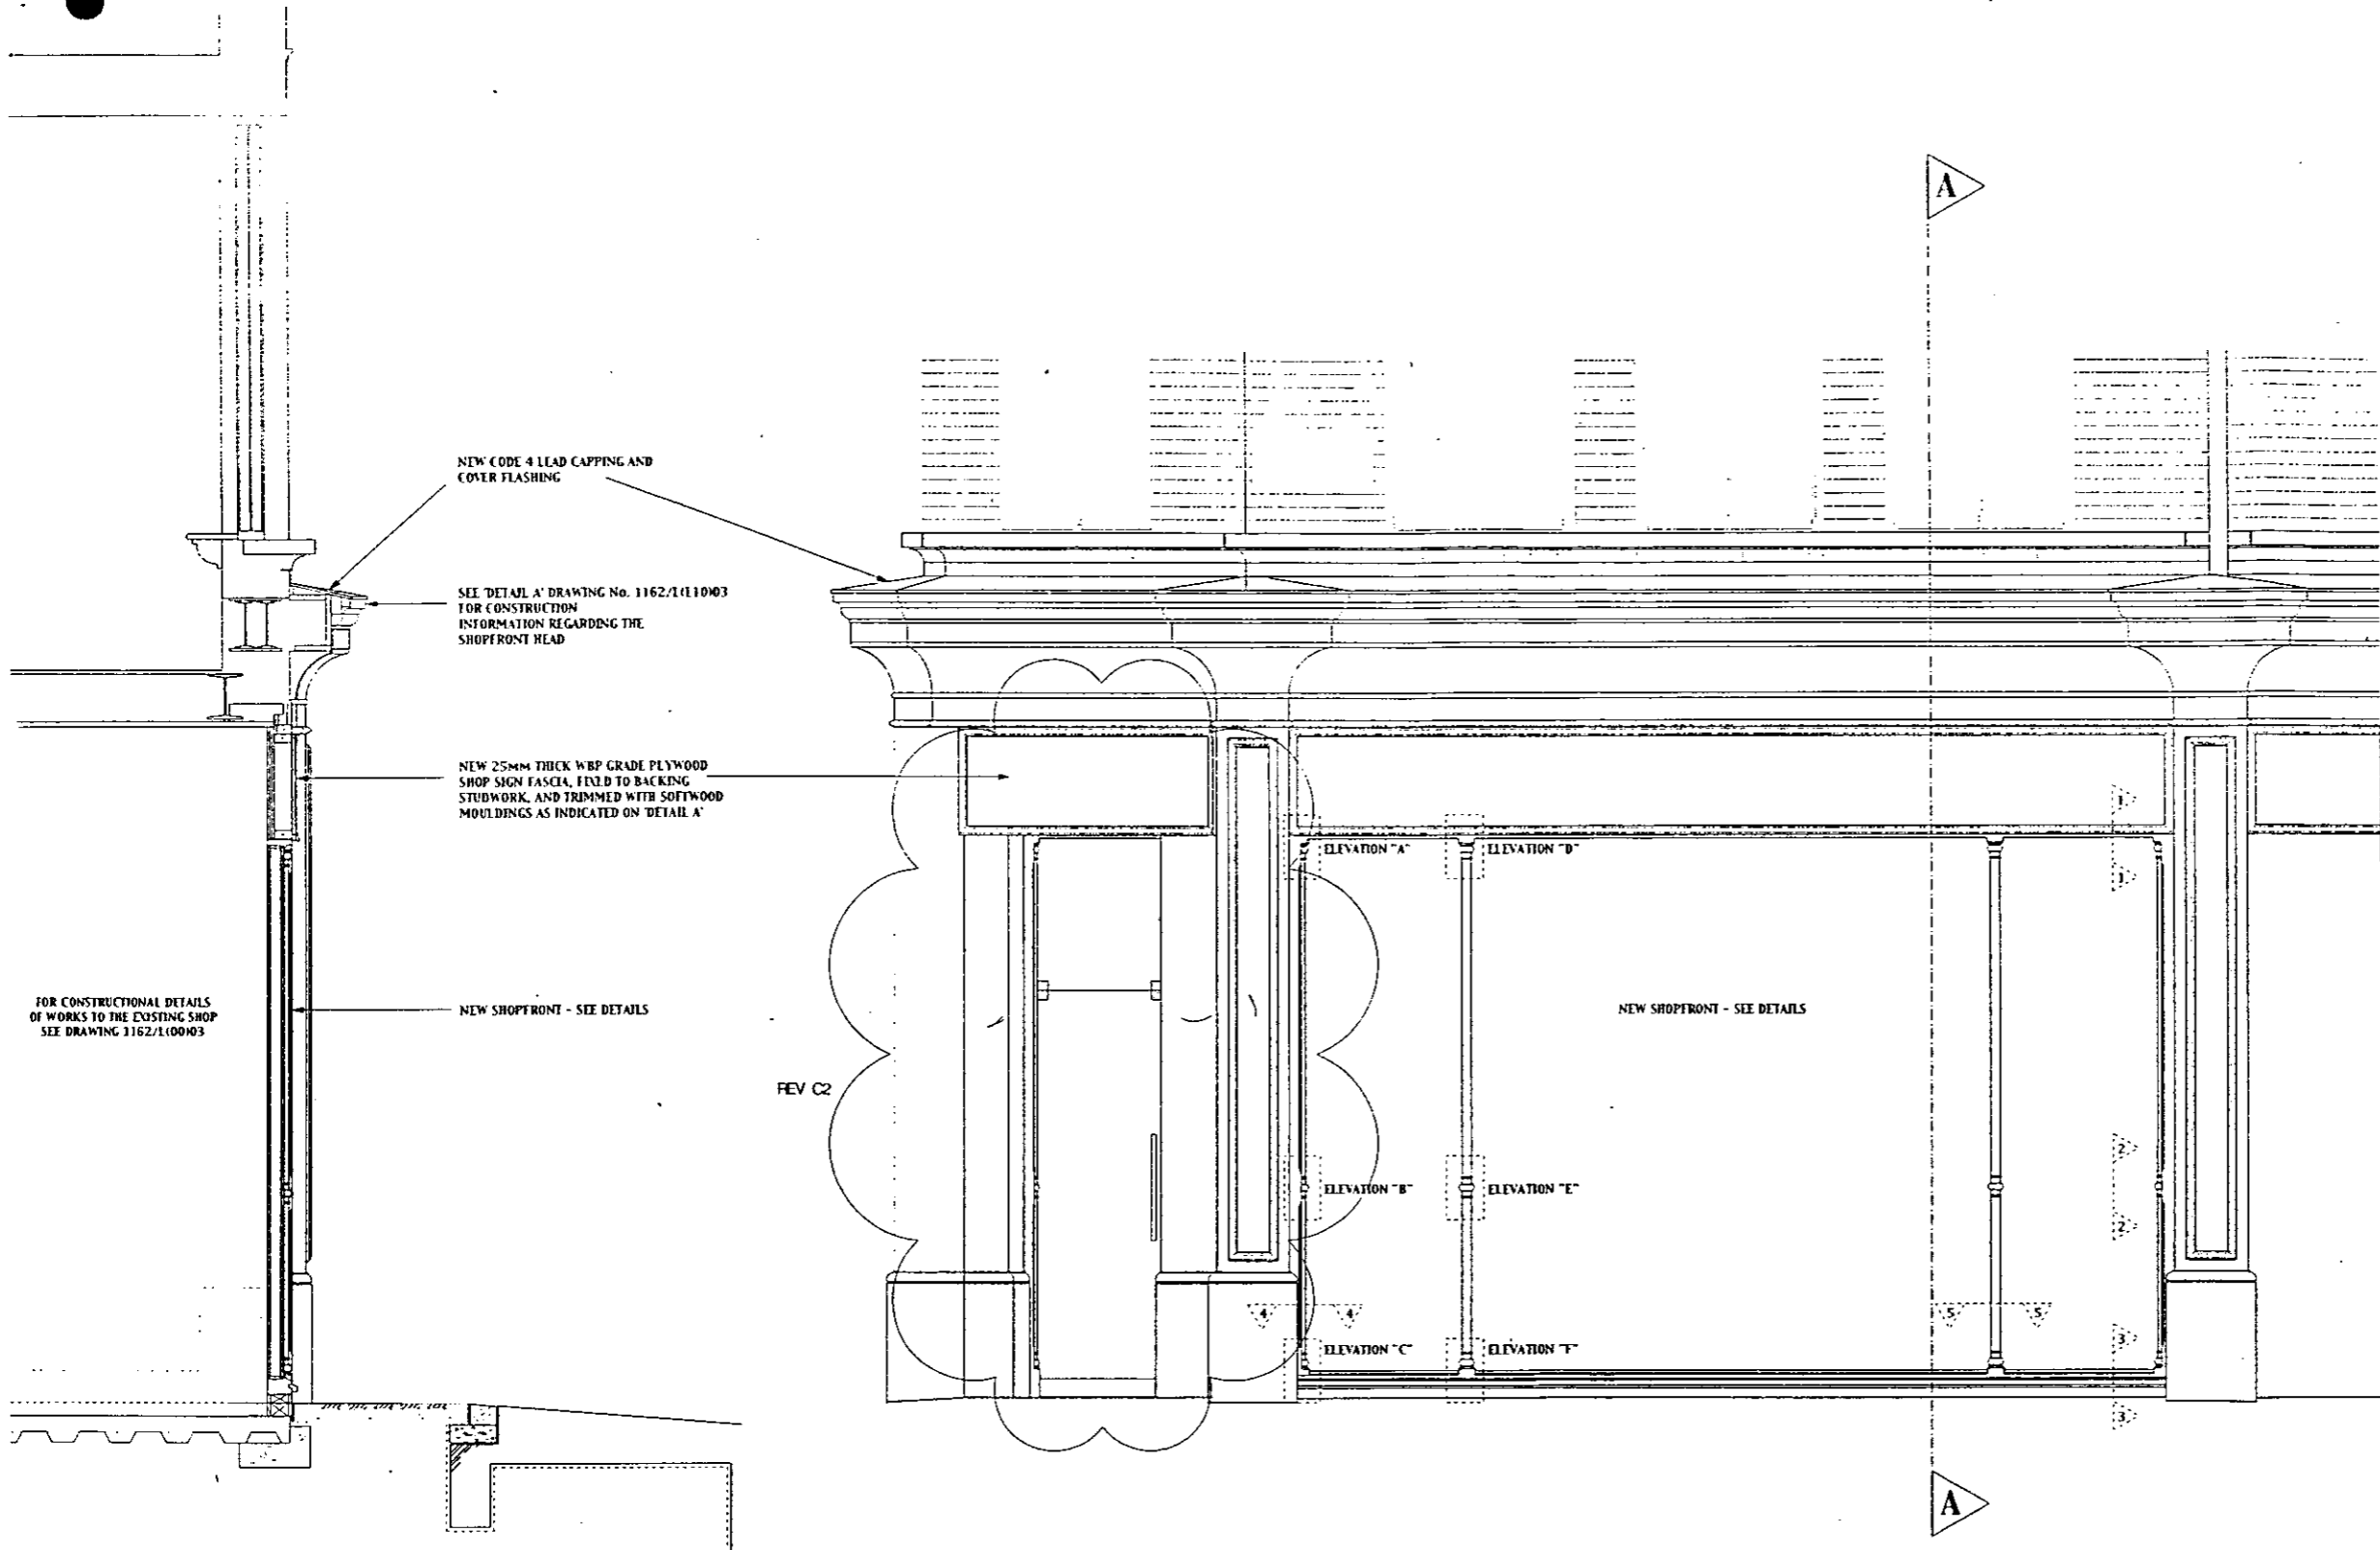 A
NEW CODE 4 LEAD CAPPING AND
COVER FLASHING
SEE 'DETAIL A' DRAWING No. 1162/L(110)03
FOR CONSTRUCTION
INFORMATION REGARDING THE
SHOPFRONT HEAD
NEW 25MM THICK WBP GRADE PLYWOOD
SHOP SIGN FASCIA, FIXED TO BACKING
STUDWORK, AND TRIMMED WITH SOFTWOOD
MOULDINGS AS INDICATED ON 'DETAIL A'
1
ELEVATION "A"
ELEVATION "D"
1
FOR CONSTRUCTIONAL DETAILS
OF WORKS TO THE EXISTING SHOP
SEE DRAWING 1162/L(00)03
NEW SHOPFRONT - SEE DETAILS
NEW SHOPFRONT - SEE DETAILS
REV C2
2
ELEVATION "B"
ELEVATION "E"
2
4
4
5
5
3
ELEVATION "C"
ELEVATION "F"
3
A